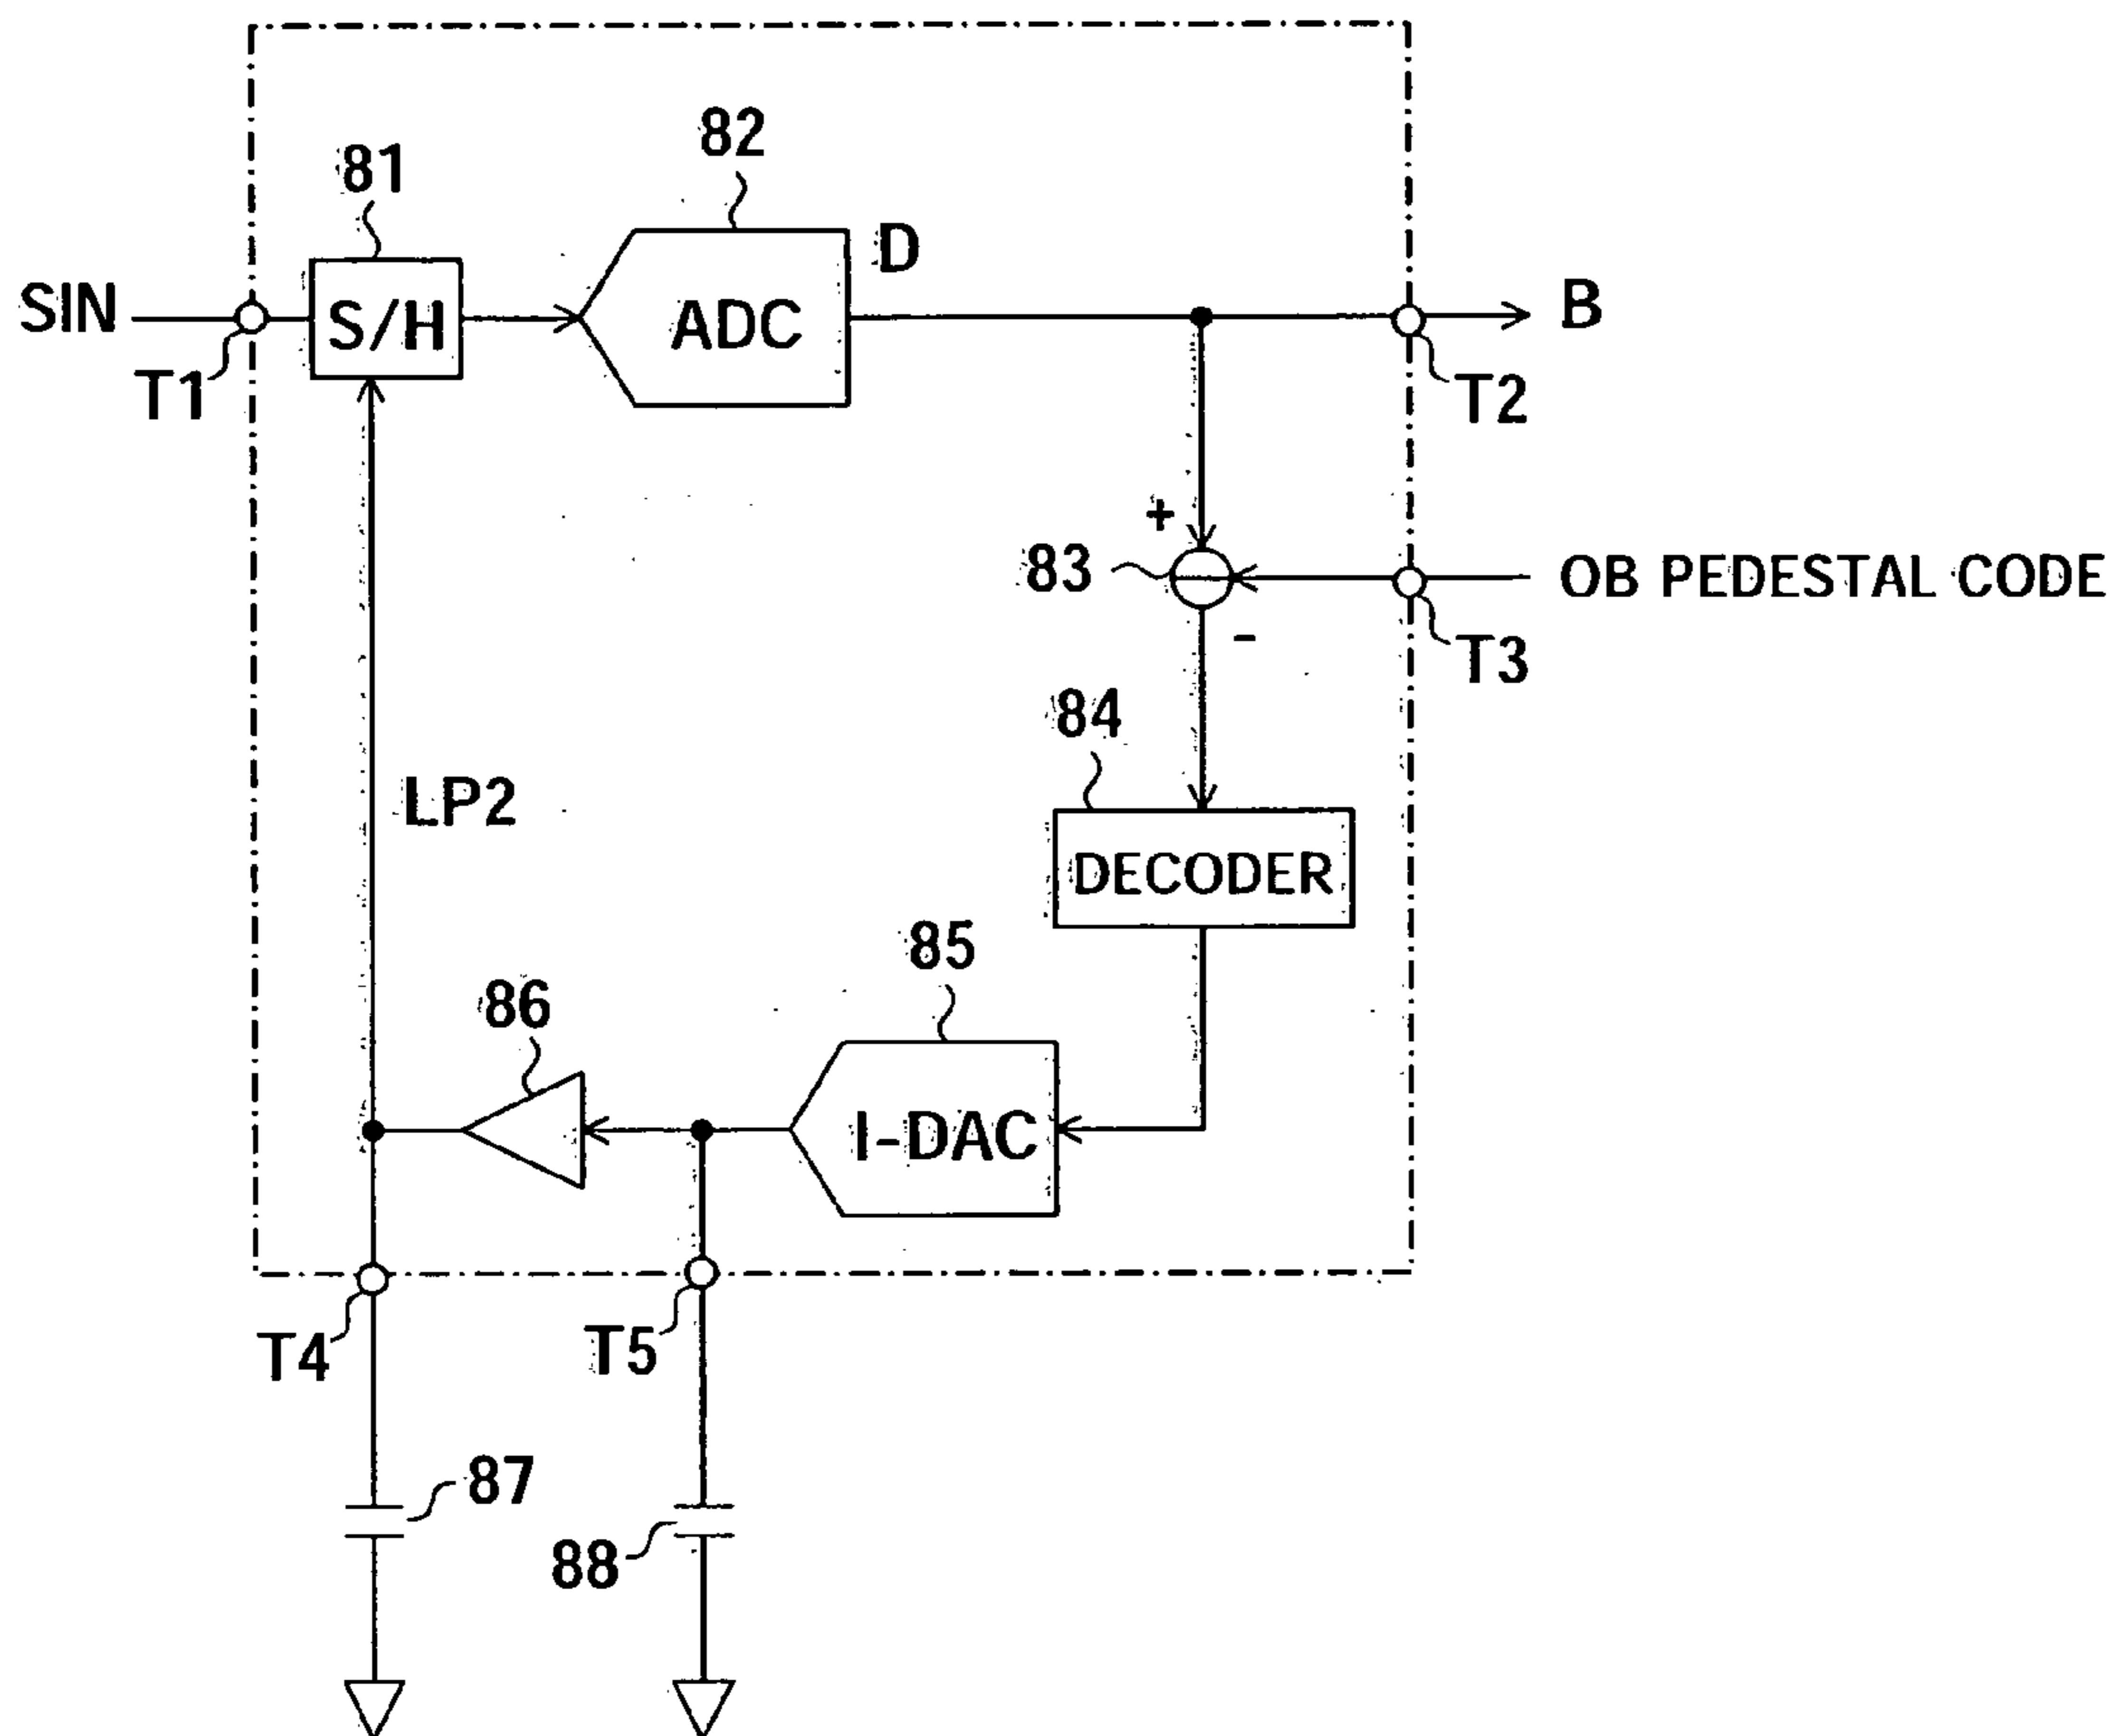 82
81
D
SIN
S/H
ADC
B
T1
T2
+
83
OB PEDESTAL CODE
-
T3
84
LP2
DECODER
85
86
I-DAC
T4
T5
87
88